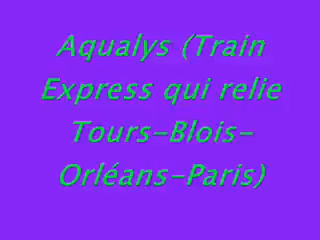 Aqualys (Train
Express qui relie
Tours-Blois-
Orléans-Paris)